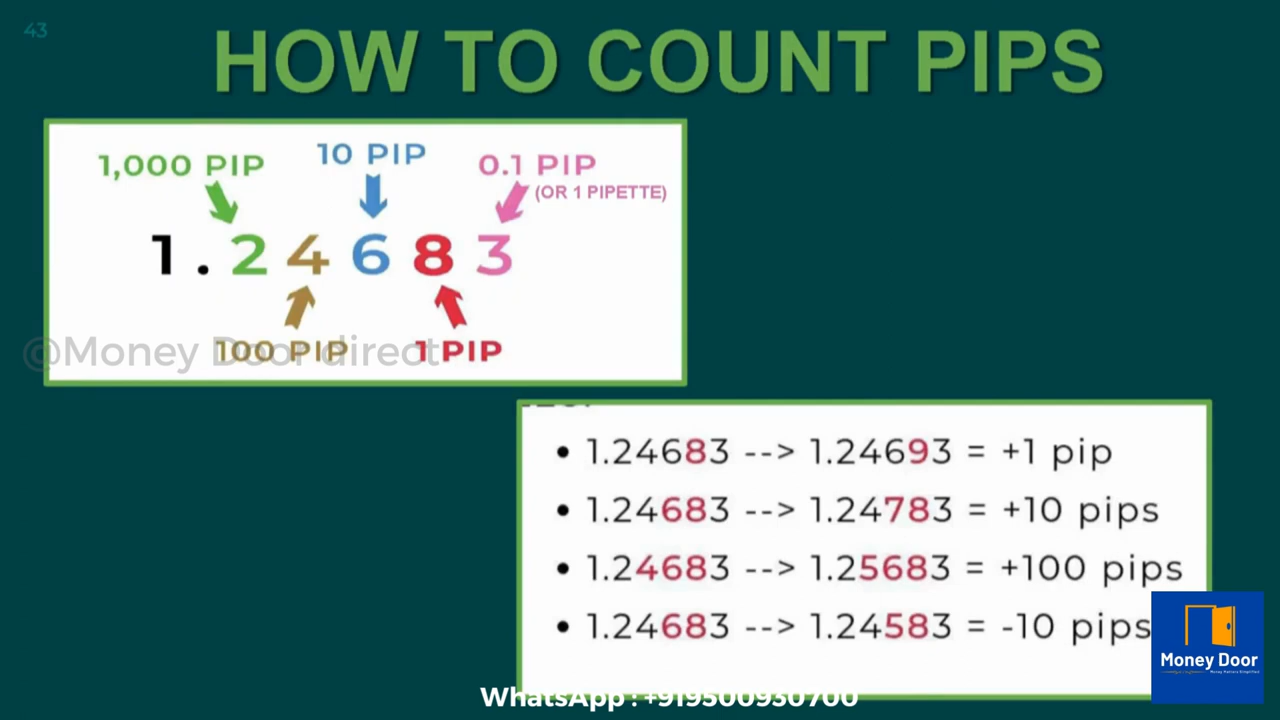 43
HOW TO COUNT PIPS
1,000 PIP
10 PIP
0.1 PIP
(OR 1 PIPETTE)
1.24683
100 PIP
1 PIP
@Money Door direct
• 1.24683 --> 1.24693 = +1 pip
• 1.24683 --> 1.24783 = +10 pips
• 1.24683 --> 1.25683 = +100 pips
• 1.24683 --> 1.24583 = -10 pips
Money Door
WhatsApp : +919500930700